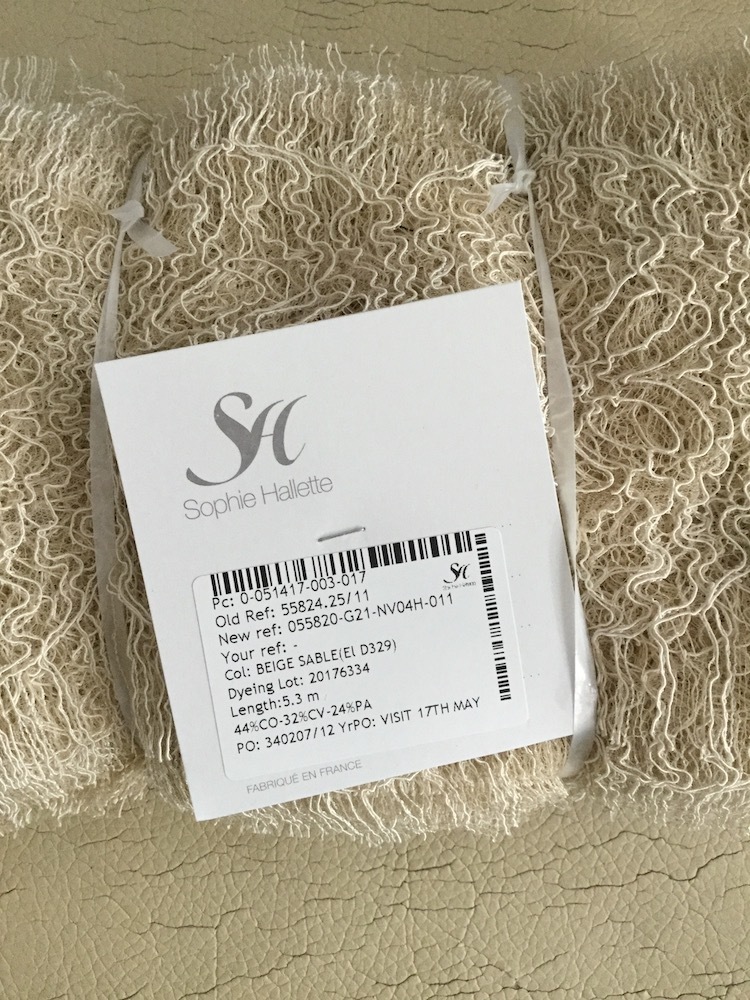 SH
Sophie Hallette
Pc: 0-051417-003-017
Old Ref: 55824.25/11
New ref: 055820-G21-NV04H-011
Your ref: -
Col: BEIGE SABLE(EI D329)
Dyeing Lot: 20176334
Length:5.3 m
44%CO-32%CV-24%PA
PO: 340207/12 YrPO: VISIT 17TH MAY
SH
FABRIQUÉ EN FRANCE